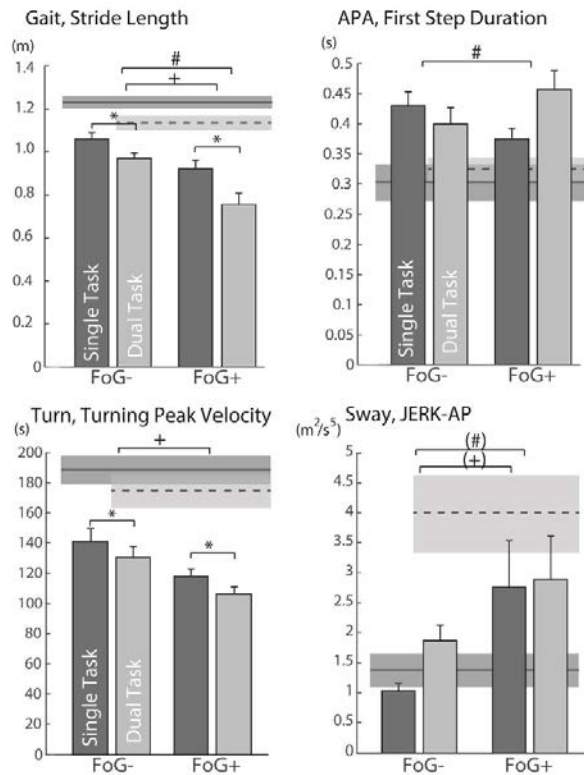 Gait, Stride Length
(m)
#
+
1.4
1.2
*
1.0
*
0.8
0.6
0.4
0.2
0
Single Task
Dual Task
FoG-
FoG+
APA, First Step Duration
(s)
#
0.5
0.45
0.4
0.35
0.3
0.25
0.2
0.15
0.1
0.05
0
Single Task
Dual Task
FoG-
FoG+
Turn, Turning Peak Velocity
(s)
+
200
180
160
*
140
*
120
100
80
60
40
20
0
Single Task
Dual Task
FoG-
FoG+
Sway, JERK-AP
(m²/s⁵)
(#)
(+)
5
4.5
4
3.5
3
2.5
2
1.5
1
0.5
0
FoG-
FoG+